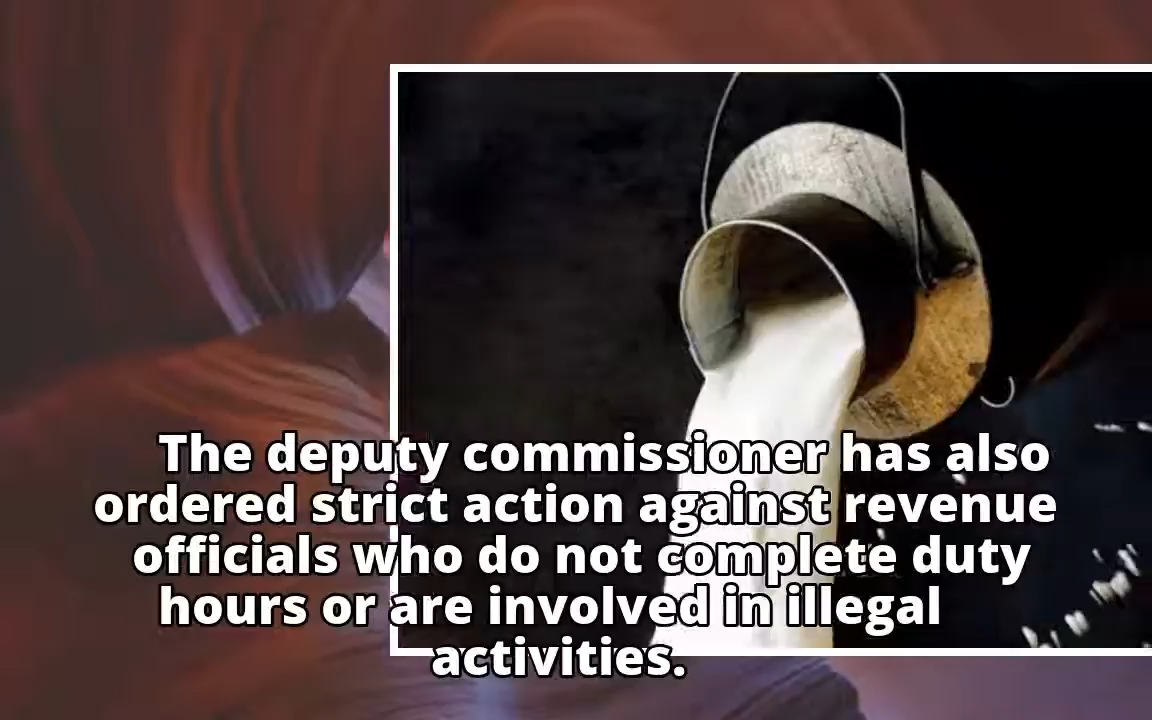 The deputy commissioner has also
ordered strict action against revenue
officials who do not complete duty
hours or are involved in illegal
activities.